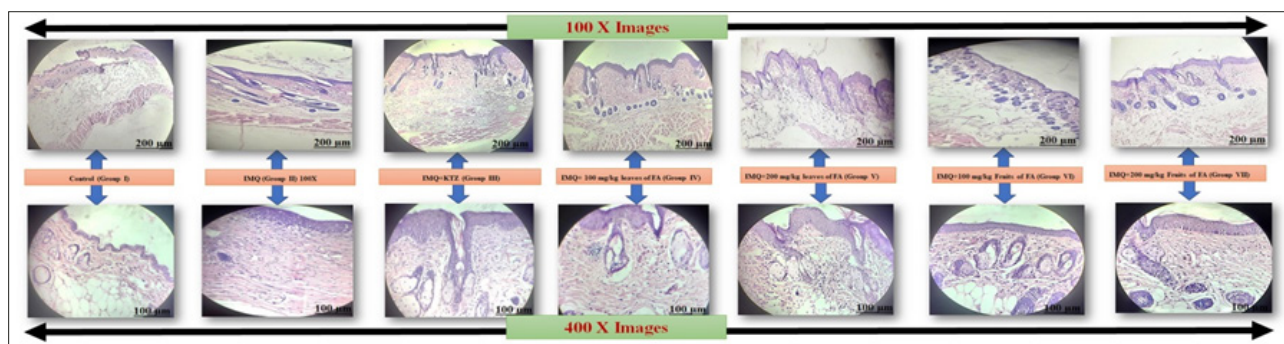 100 X Images
200 µm
200 µm
200 µm
200 µm
200 µm
200 µm
200 µm
Control (Group I)
IMQ (Group II) 100X
IMQ+KTZ (Group III)
IMQ+ 100 mg/kg leaves of FA (Group IV)
IMQ+200 mg/kg leaves of FA (Group V)
IMQ+100 mg/kg Fruits of FA (Group VI)
IMQ+200 mg/kg Fruits of FA (Group VII)
100 µm
100 µm
100 µm
100 µm
100 µm
100 µm
100 µm
400 X Images